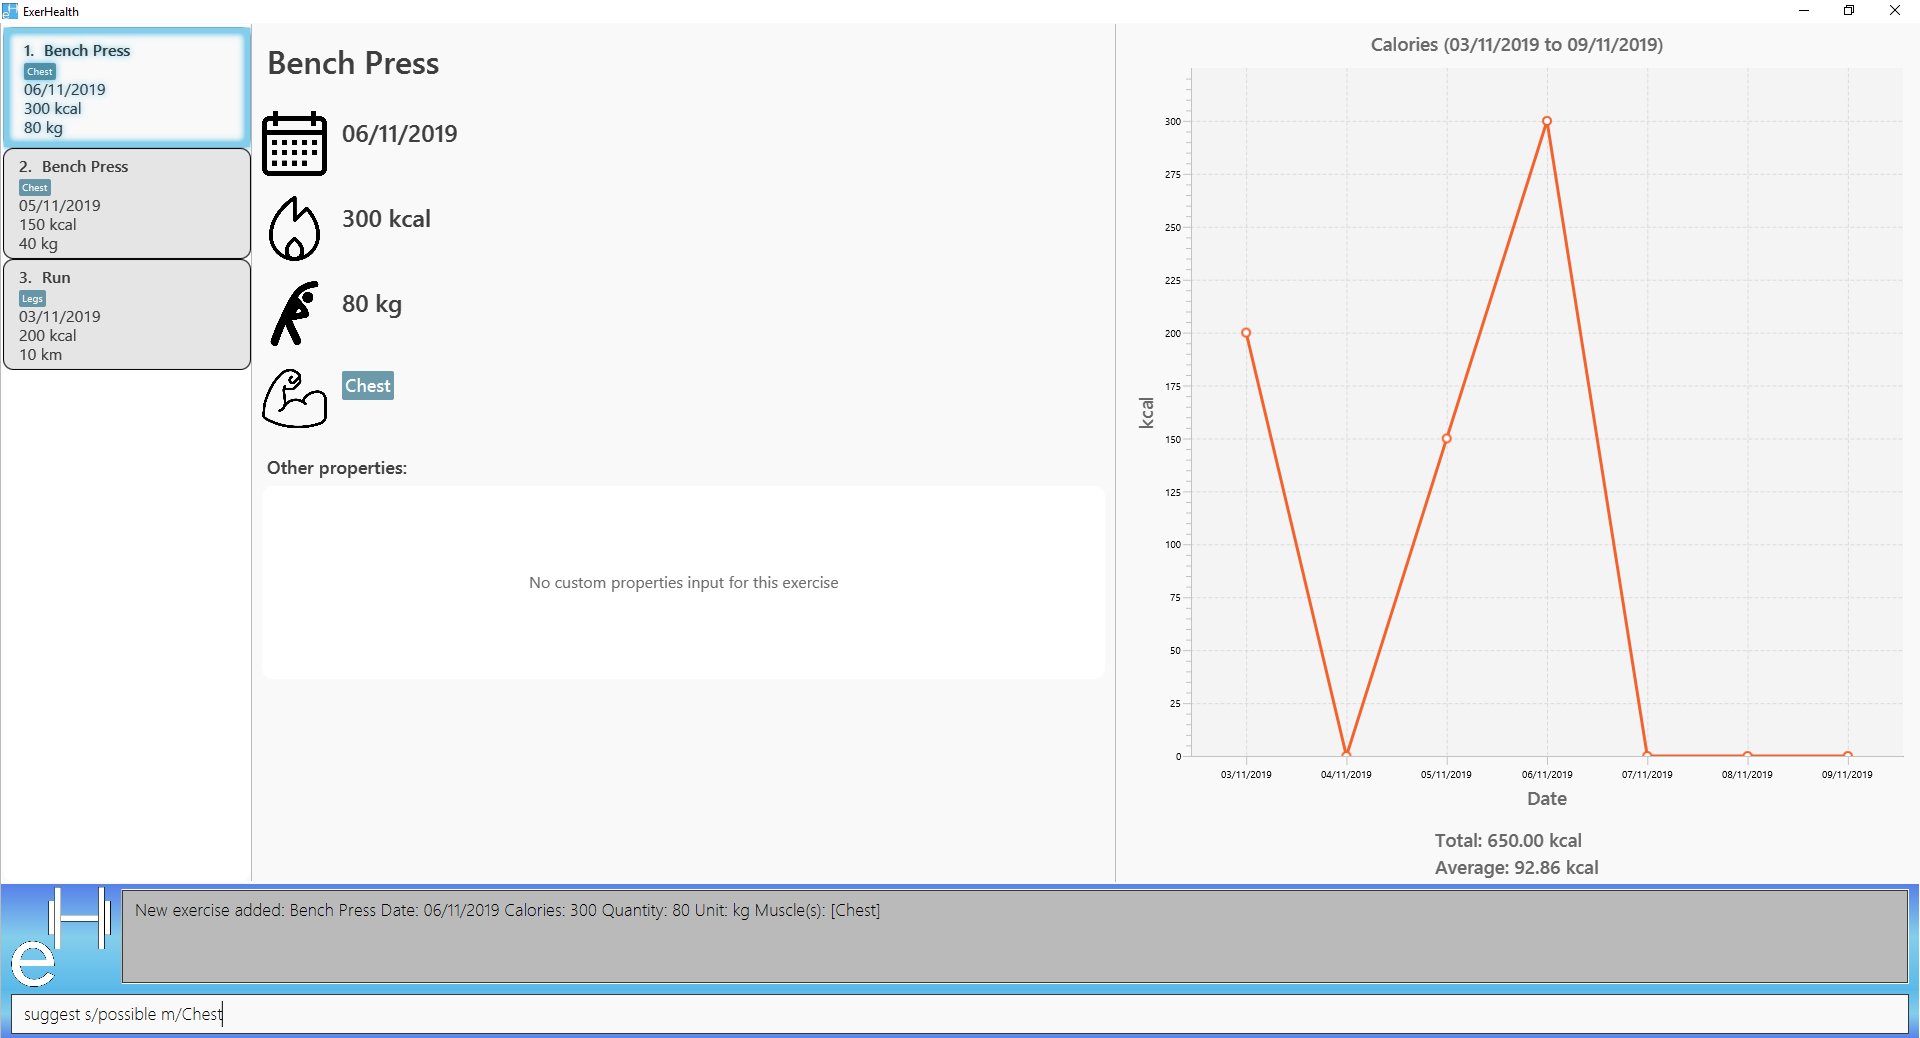 ExerHealth
1. Bench Press
Chest
06/11/2019
300 kcal
80 kg
2. Bench Press
Chest
05/11/2019
150 kcal
40 kg
3. Run
Legs
03/11/2019
200 kcal
10 km
Bench Press
06/11/2019
300 kcal
80 kg
Chest
Other properties:
No custom properties input for this exercise
Calories (03/11/2019 to 09/11/2019)
300
275
250
225
200
175
150
125
100
75
50
25
0
kcal
03/11/2019 04/11/2019 05/11/2019 06/11/2019 07/11/2019 08/11/2019 09/11/2019
Date
Total: 650.00 kcal
Average: 92.86 kcal
eH
New exercise added: Bench Press Date: 06/11/2019 Calories: 300 Quantity: 80 Unit: kg Muscle(s): [Chest]
suggest s/possible m/Chest